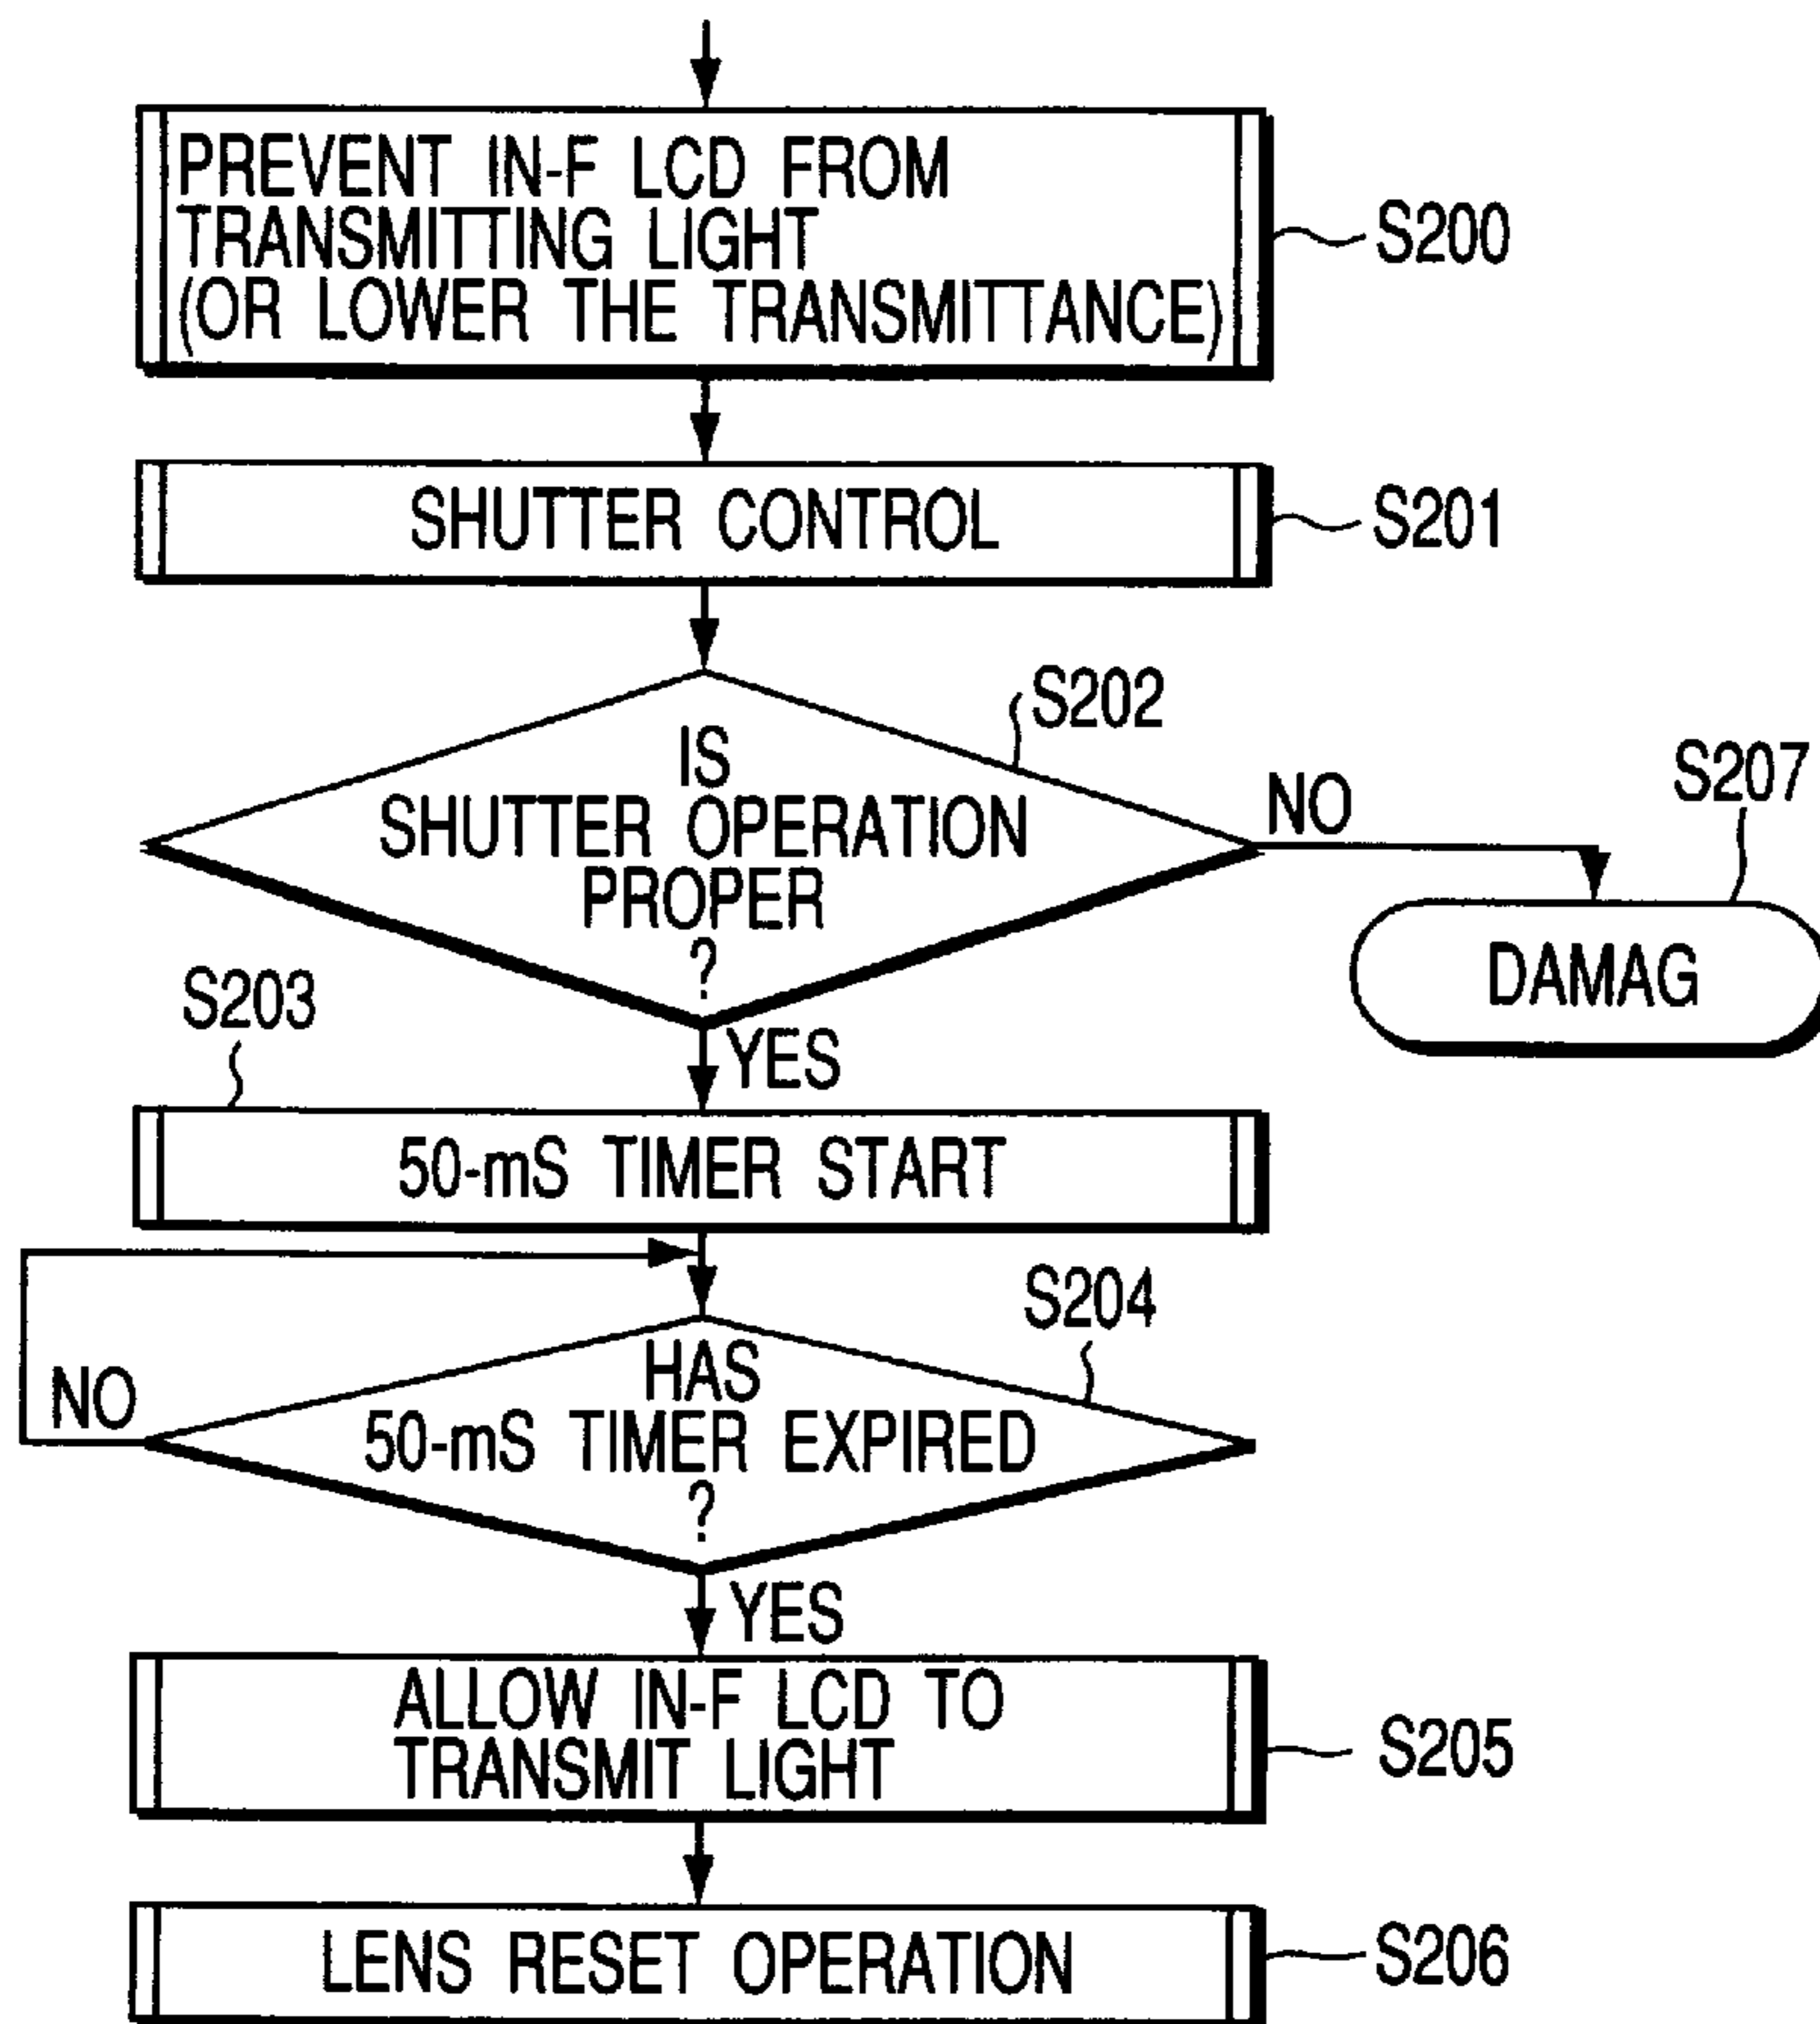 PREVENT IN-F LCD FROM
TRANSMITTING LIGHT
(OR LOWER THE TRANSMITTANCE)
S200
SHUTTER CONTROL
S201
S202
IS
SHUTTER OPERATION
PROPER
?
NO
S207
DAMAG
YES
S203
50-mS TIMER START
S204
HAS
50-mS TIMER EXPIRED
?
NO
YES
ALLOW IN-F LCD TO
TRANSMIT LIGHT
S205
LENS RESET OPERATION
S206